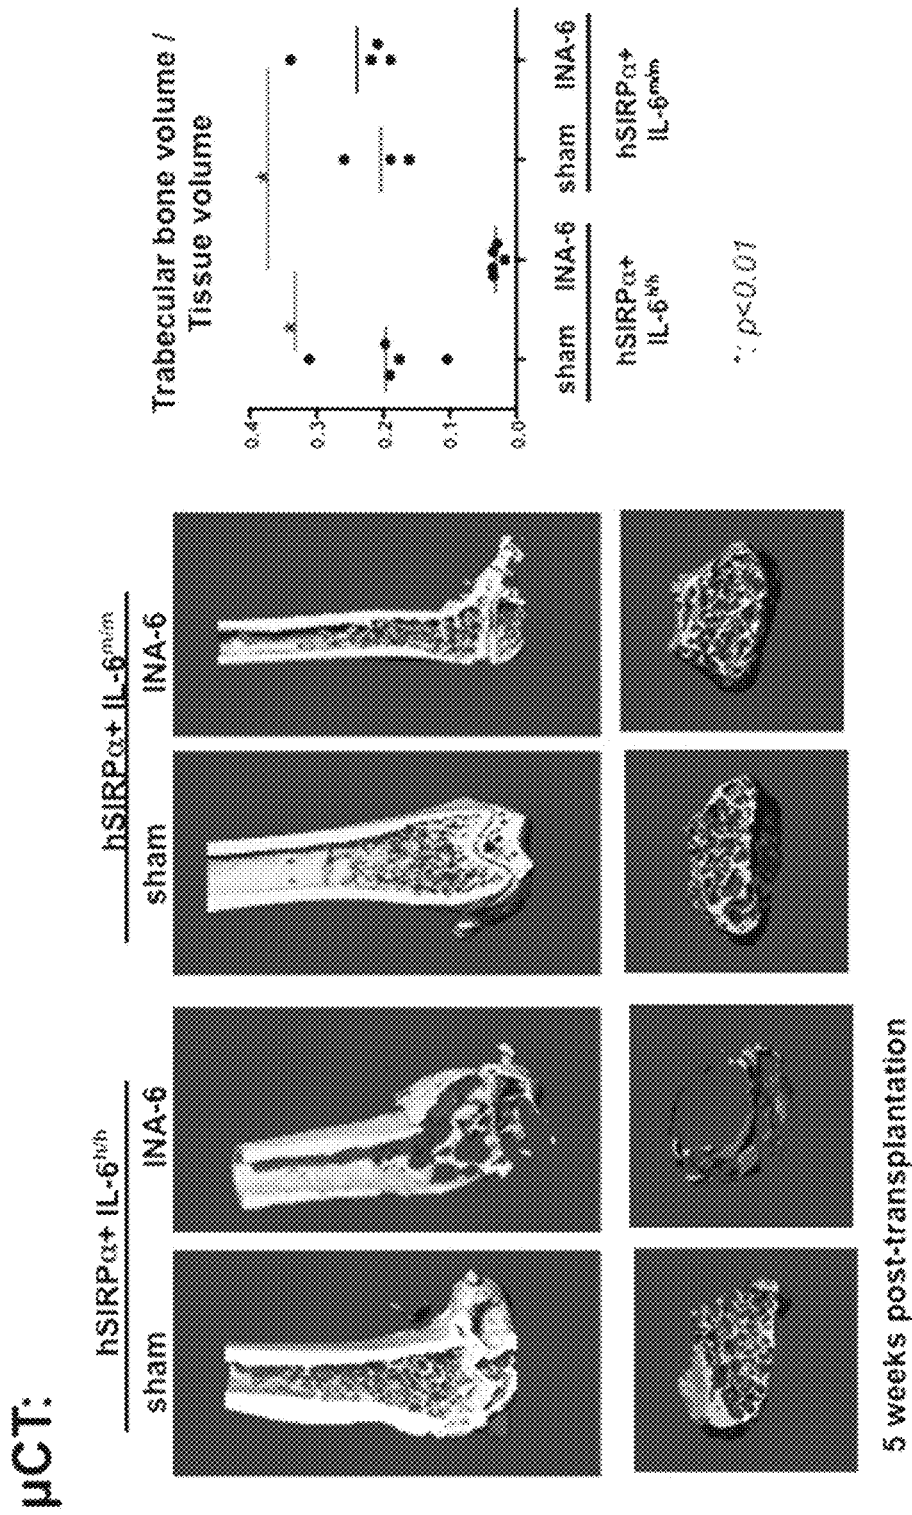 μCT:
hSIRPα+ IL-6h/h
hSIRPα+ IL-6m/m
sham
INA-6
sham
INA-6
5 weeks post-transplantation
Trabecular bone volume /
Tissue volume
0.4
0.3
0.2
0.1
0.0
*
*
sham INA-6 sham INA-6
hSIRPα+ hSIRPα+
IL-6h/h IL-6m/m
*: p<0.01